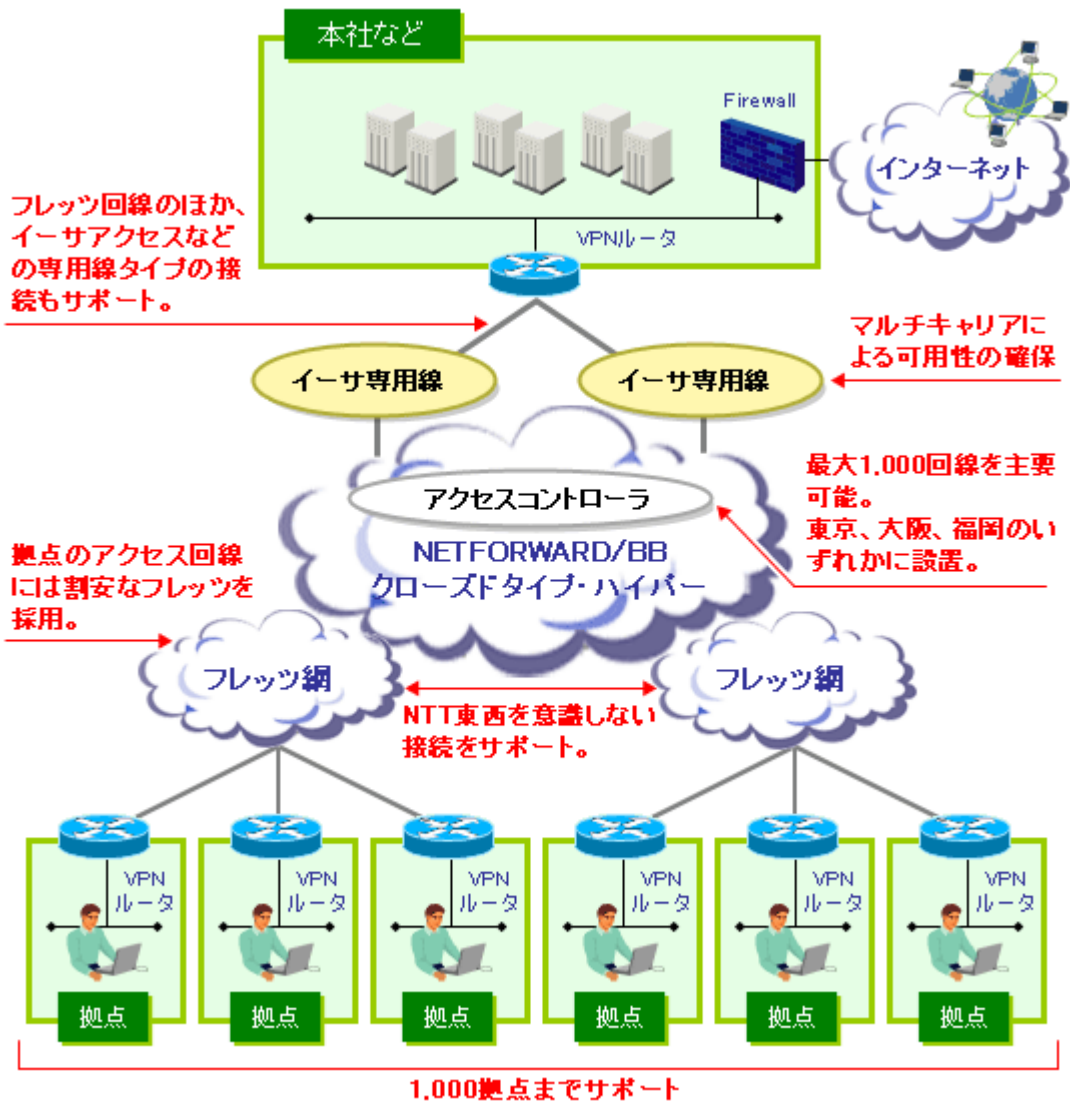 本社など
Firewall
インターネット
VPNルータ
フレッツ回線のほか、
イーサアクセスなど
の専用線タイプの接
続もサポート。
マルチキャリアに
よる可用性の確保
イーサ専用線
イーサ専用線
最大1,000回線を主要
可能。
東京、大阪、福岡のい
ずれかに設置。
アクセスコントローラ
NETFORWARD/BB
クローズドタイプ・ハイパー
拠点のアクセス回線
には割安なフレッツを
採用。
フレッツ網
フレッツ網
NTT東西を意識しない
接続をサポート。
VPN
ルータ
VPN
ルータ
VPN
ルータ
VPN
ルータ
VPN
ルータ
VPN
ルータ
拠点
拠点
拠点
拠点
拠点
拠点
1,000拠点までサポート